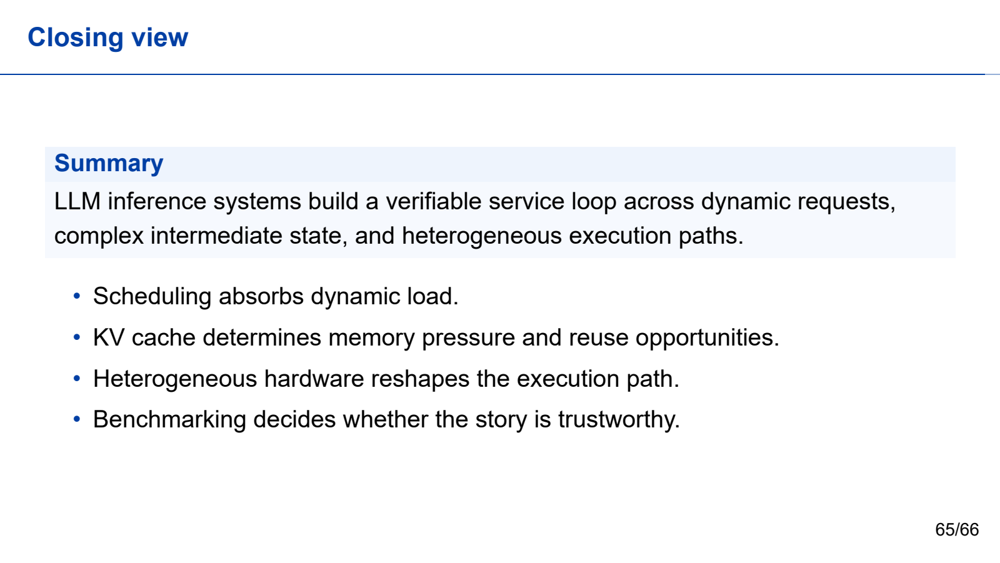 Closing view
Summary
LLM inference systems build a verifiable service loop across dynamic requests,
complex intermediate state, and heterogeneous execution paths.
• Scheduling absorbs dynamic load.
• KV cache determines memory pressure and reuse opportunities.
• Heterogeneous hardware reshapes the execution path.
• Benchmarking decides whether the story is trustworthy.
65/66